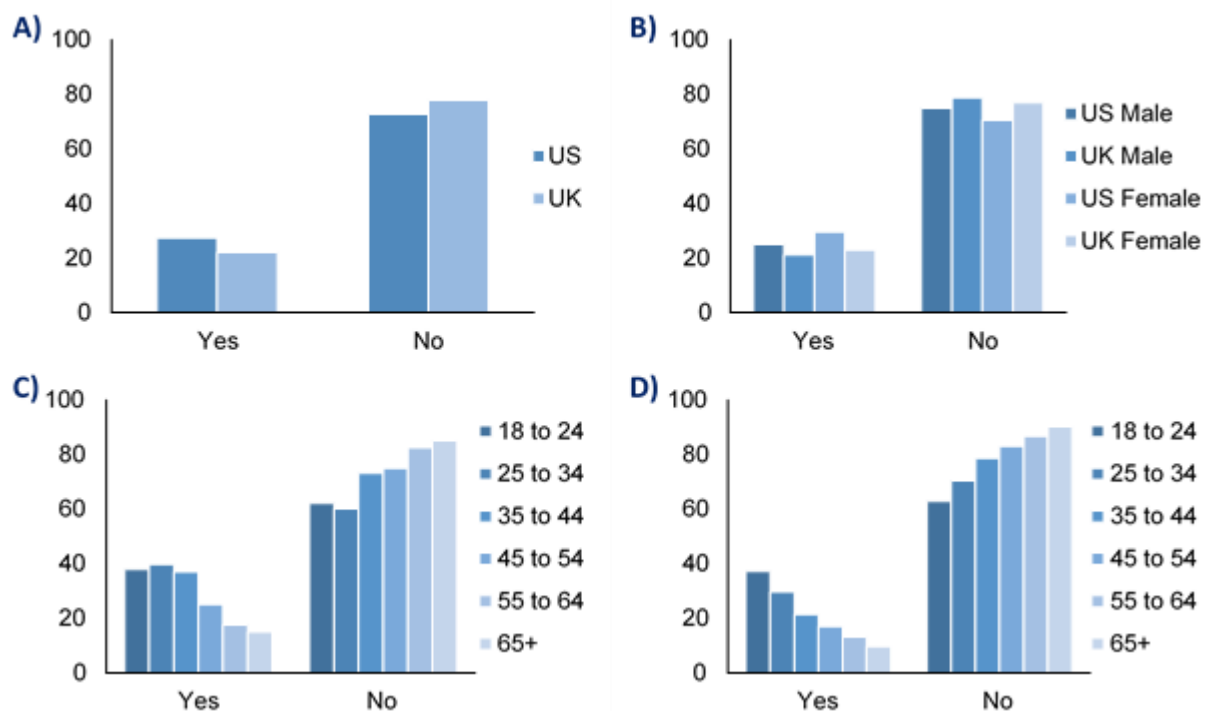 A)
100
80
60
40
20
0
Yes No
US
UK
B)
100
80
60
40
20
0
Yes No
US Male
UK Male
US Female
UK Female
C)
100
80
60
40
20
0
Yes No
18 to 24
25 to 34
35 to 44
45 to 54
55 to 64
65+
D)
100
80
60
40
20
0
Yes No
18 to 24
25 to 34
35 to 44
45 to 54
55 to 64
65+